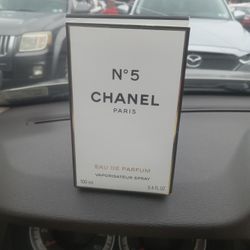 N°5
CHANEL
PARIS
EAU DE PARFUM
VAPORISATEUR SPRAY
100 ml 3.4 FL.OZ